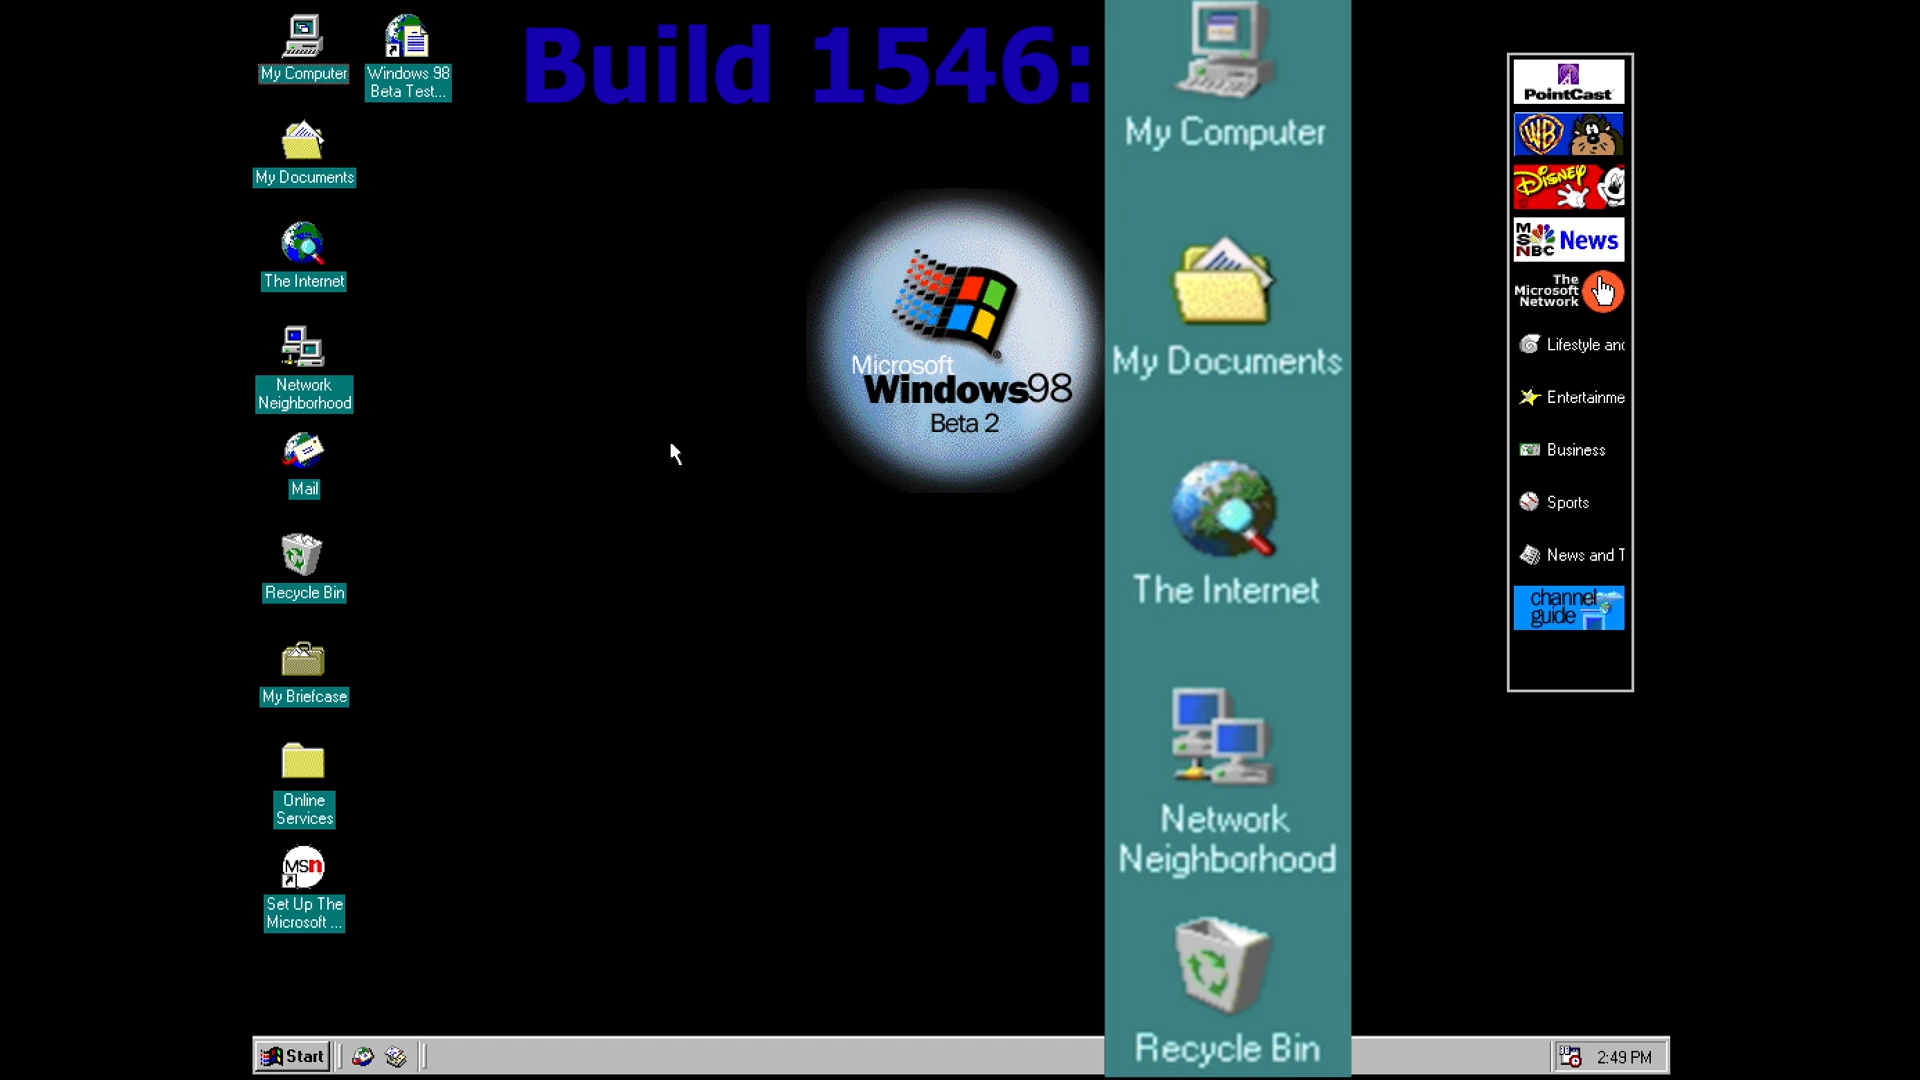 My Computer
Windows 98
Beta Test...
My Documents
The Internet
Network
Neighborhood
Mail
Recycle Bin
My Briefcase
Online
Services
MSn
Set Up The
Microsoft ...
Build 1546:
Microsoft
Windows98
Beta 2
My Computer
My Documents
The Internet
Network
Neighborhood
Recycle Bin
PointCast
WB
DISNEY
MSNBC News
The
Microsoft
Network
Lifestyle and
Entertainme
Business
Sports
News and T
channel
guide
Start
2:49 PM